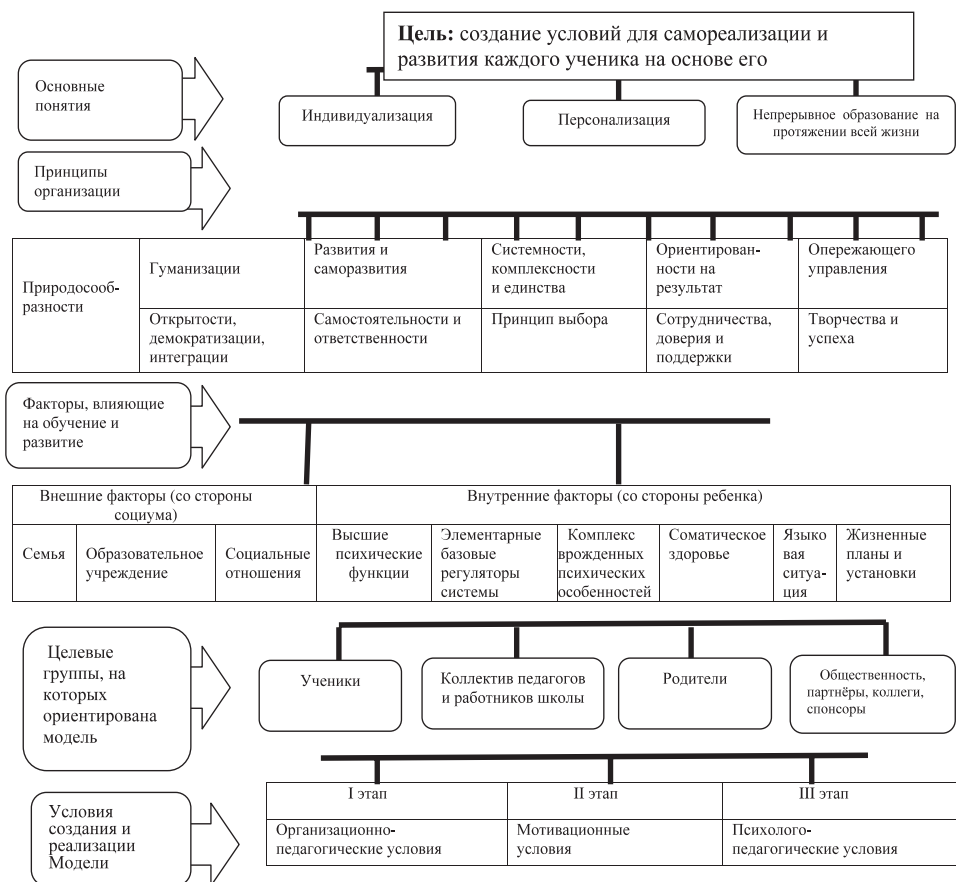 Цель: создание условий для самореализации и
развития каждого ученика на основе его
Основные
понятия
Индивидуализация
Персонализация
Непрерывное образование на
протяжении всей жизни
Принципы
организации
Природосооб-
разности
Гуманизации
Развития и
саморазвития
Системности,
комплексности
и единства
Ориентирован-
ности на
результат
Опережающего
управления
Открытости,
демократизации,
интеграции
Самостоятельности и
ответственности
Принцип выбора
Сотрудничества,
доверия и
поддержки
Творчества и
успеха
Факторы, влияющие
на обучение и
развитие
Внешние факторы (со стороны
социума)
Внутренние факторы (со стороны ребенка)
Семья
Образовательное
учреждение
Социальные
отношения
Высшие
психические
функции
Элементарные
базовые
регуляторы
системы
Комплекс
врожденных
психических
особенностей
Соматическое
здоровье
Языко
вая
ситуа-
ция
Жизненные
планы и
установки
Целевые
группы, на
которых
ориентирована
модель
Ученики
Коллектив педагогов
и работников школы
Родители
Общественность,
партнёры, коллеги,
спонсоры
Условия
создания и
реализации
Модели
I этап
II этап
III этап
Организационно-
педагогические условия
Мотивационные
условия
Психолого-
педагогические условия